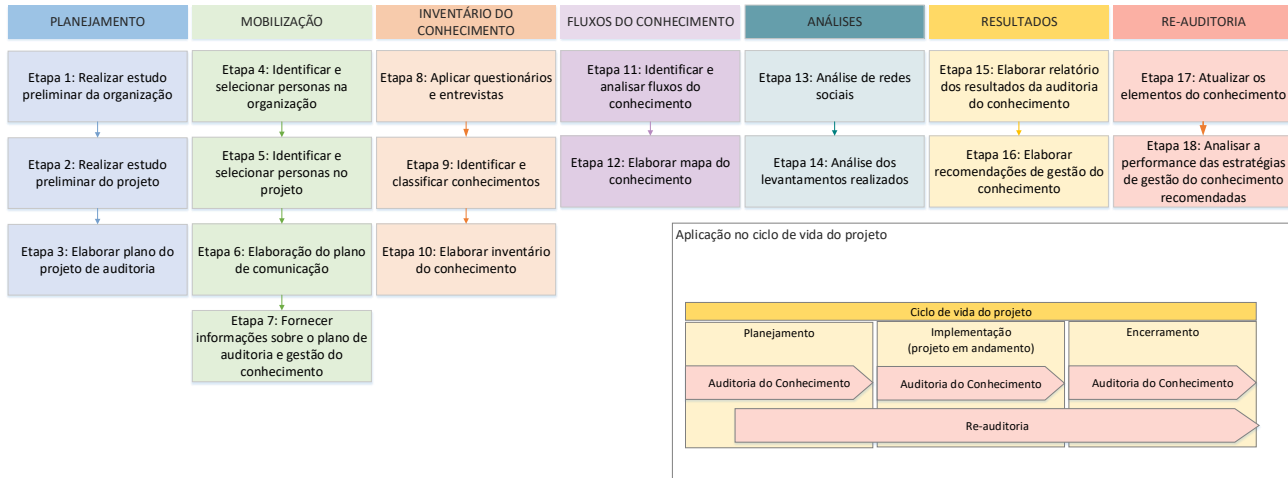 PLANEJAMENTO
Etapa 1: Realizar estudo
preliminar da organização
Etapa 2: Realizar estudo
preliminar do projeto
Etapa 3: Elaborar plano do
projeto de auditoria
MOBILIZAÇÃO
Etapa 4: Identificar e
selecionar personas na
organização
Etapa 5: Identificar e
selecionar personas no
projeto
Etapa 6: Elaboração do plano
de comunicação
Etapa 7: Fornecer
informações sobre o plano de
auditoria e gestão do
conhecimento
INVENTÁRIO DO
CONHECIMENTO
Etapa 8: Aplicar questionários
e entrevistas
Etapa 9: Identificar e
classificar conhecimentos
Etapa 10: Elaborar inventário
do conhecimento
FLUXOS DO CONHECIMENTO
Etapa 11: Identificar e
analisar fluxos do
conhecimento
Etapa 12: Elaborar mapa do
conhecimento
ANÁLISES
Etapa 13: Análise de redes
sociais
Etapa 14: Análise dos
levantamentos realizados
RESULTADOS
Etapa 15: Elaborar relatório
dos resultados da auditoria
do conhecimento
Etapa 16: Elaborar
recomendações de gestão do
conhecimento
RE-AUDITORIA
Etapa 17: Atualizar os
elementos do conhecimento
Etapa 18: Analisar a
performance das estratégias
de gestão do conhecimento
recomendadas
Aplicação no ciclo de vida do projeto
Ciclo de vida do projeto
Planejamento
Implementação
(projeto em andamento)
Encerramento
Auditoria do Conhecimento
Auditoria do Conhecimento
Auditoria do Conhecimento
Re-auditoria